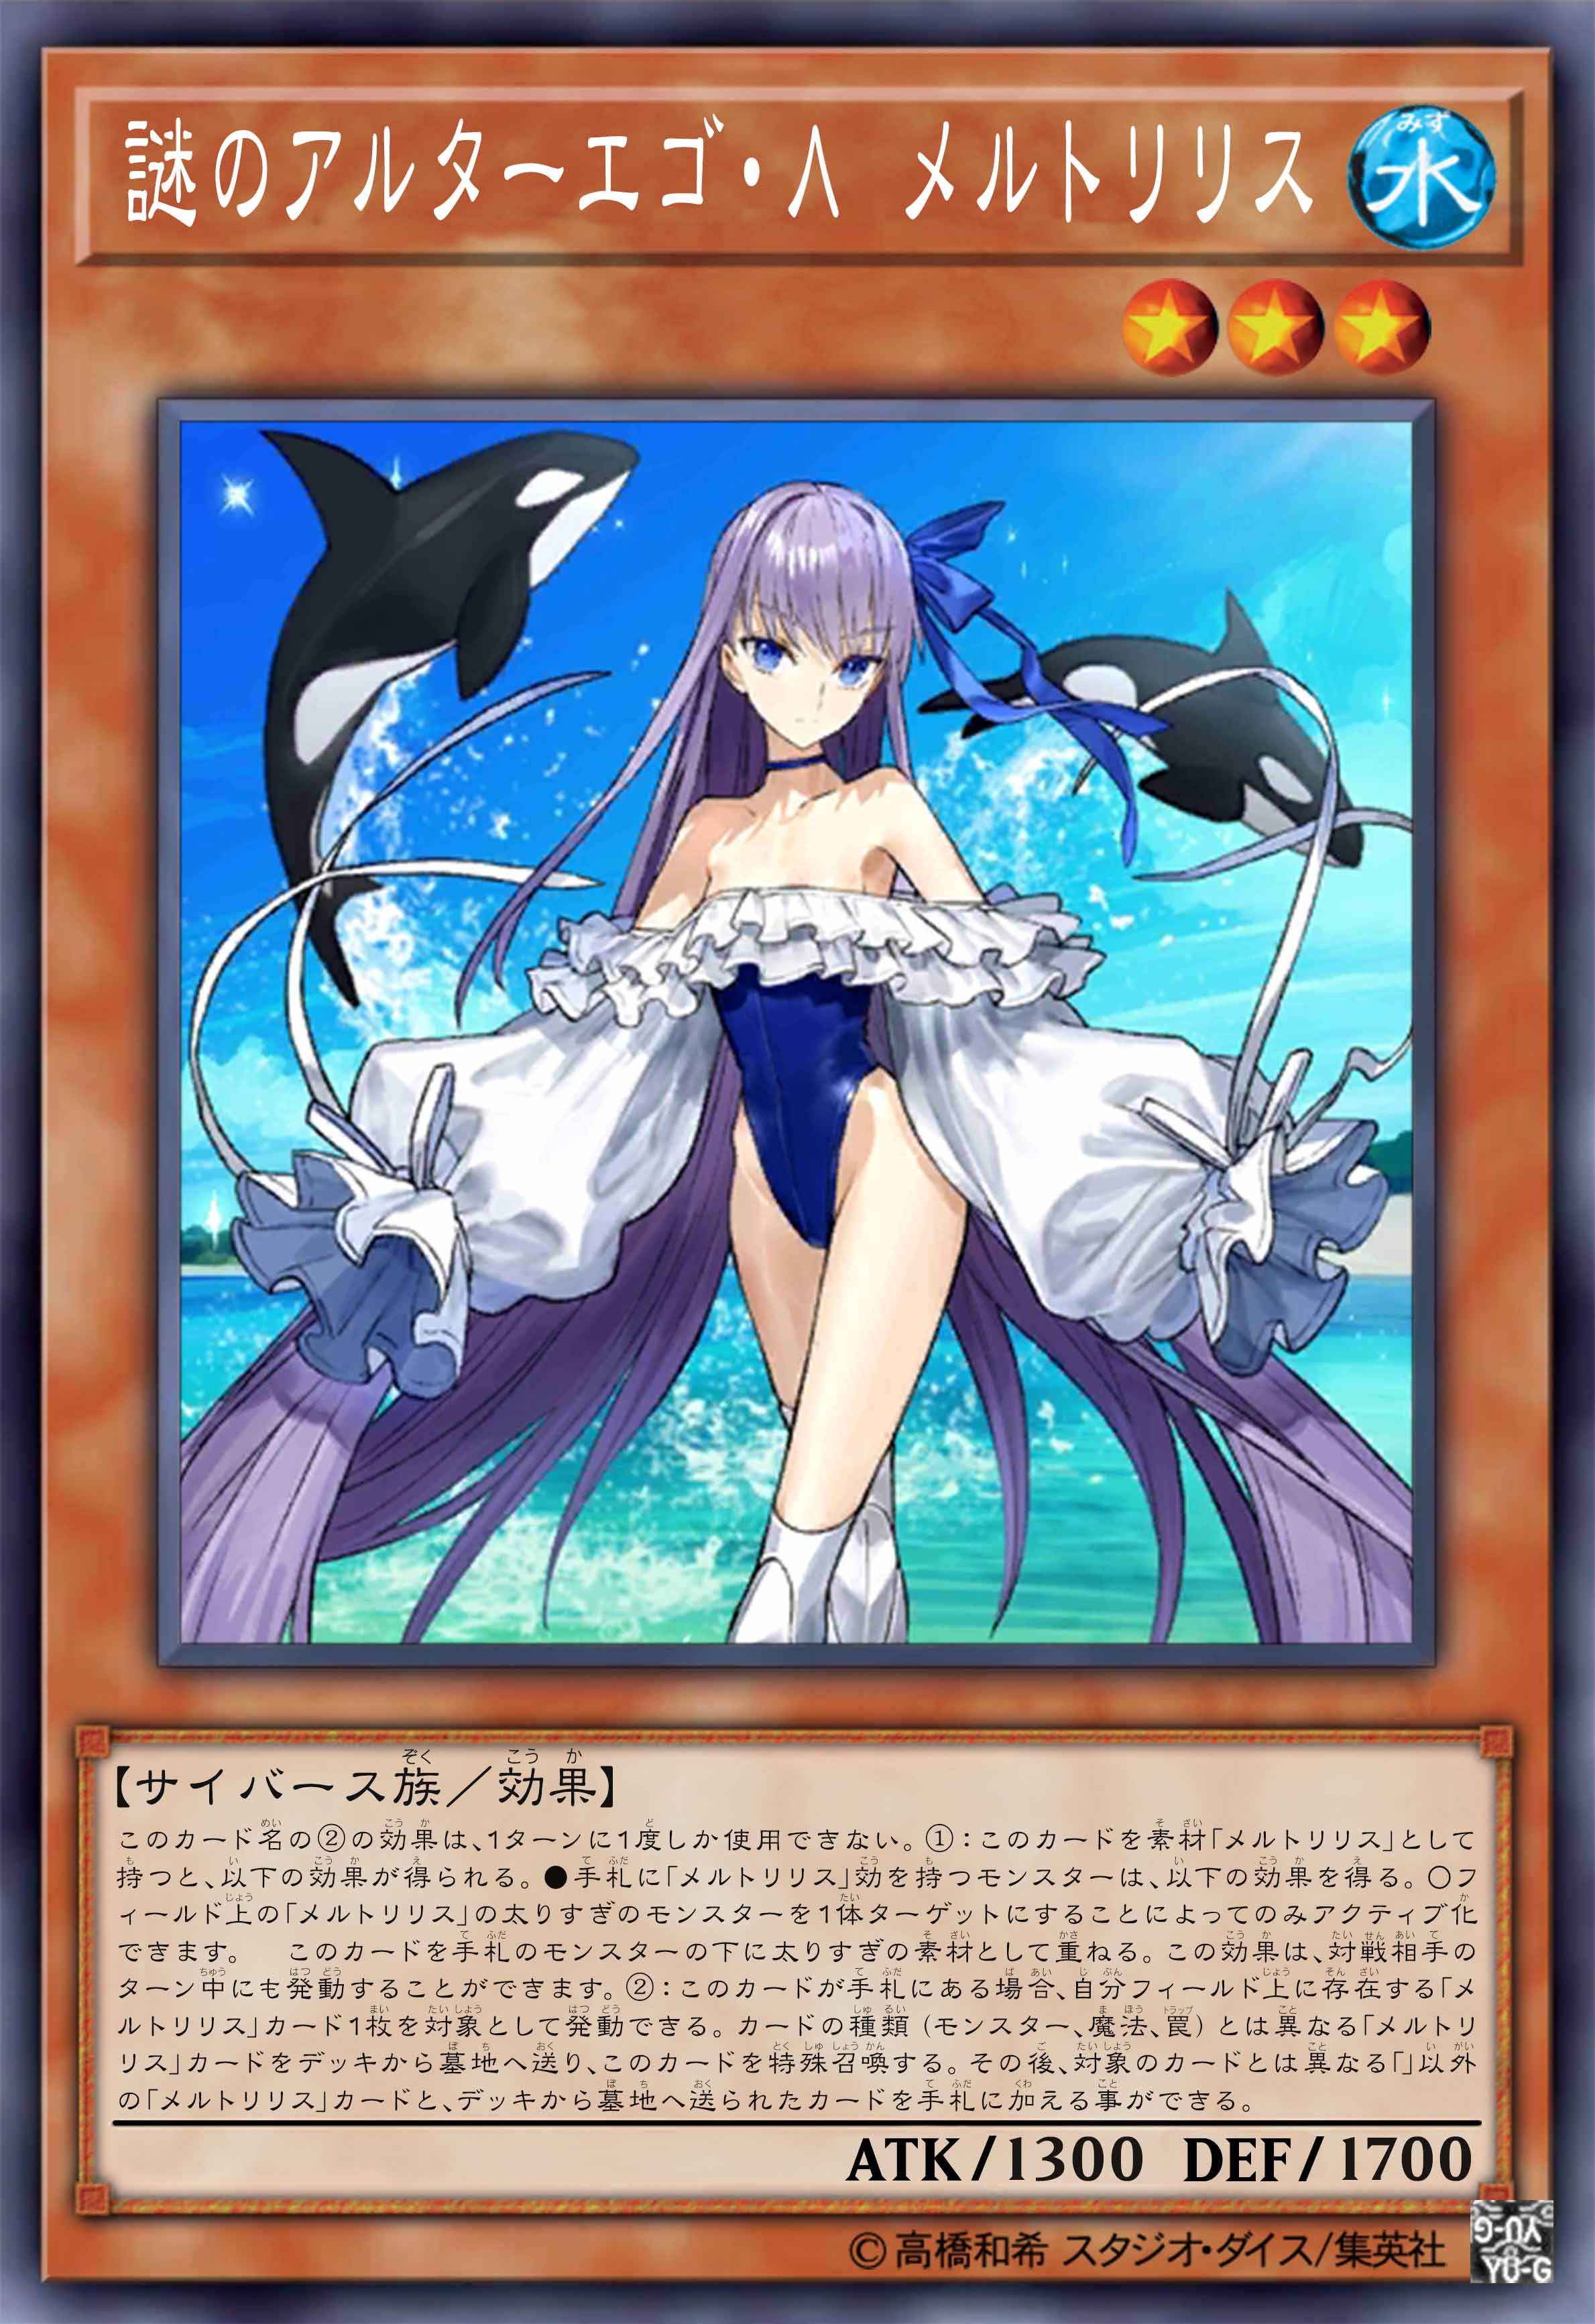 謎のアルターエゴ・Λ メルトリリス
水
【サイバース族／効果】
このカード名の②の効果は、1ターンに1度しか使用できない。①：このカードを素材「メルトリリス」として
持つと、以下の効果が得られる。●手札に「メルトリリス」効を持つモンスターは、以下の効果を得る。〇フ
ィールド上の「メルトリリス」の太りすぎのモンスターを1体ターゲットにすることによってのみアクティブ化
できます。　このカードを手札のモンスターの下に太りすぎの素材として重ねる。この効果は、対戦相手の
ターン中にも発動することができます。②：このカードが手札にある場合、自分フィールド上に存在する「メ
ルトリリス」カード1枚を対象として発動できる。カードの種類（モンスター、魔法、罠）とは異なる「メルトリ
リス」カードをデッキから墓地へ送り、このカードを特殊召喚する。その後、対象のカードとは異なる「」以外
の「メルトリリス」カードと、デッキから墓地へ送られたカードを手札に加える事ができる。
ATK/1300 DEF/1700
©高橋和希 スタジオ・ダイス/集英社
YU-G
YU-G